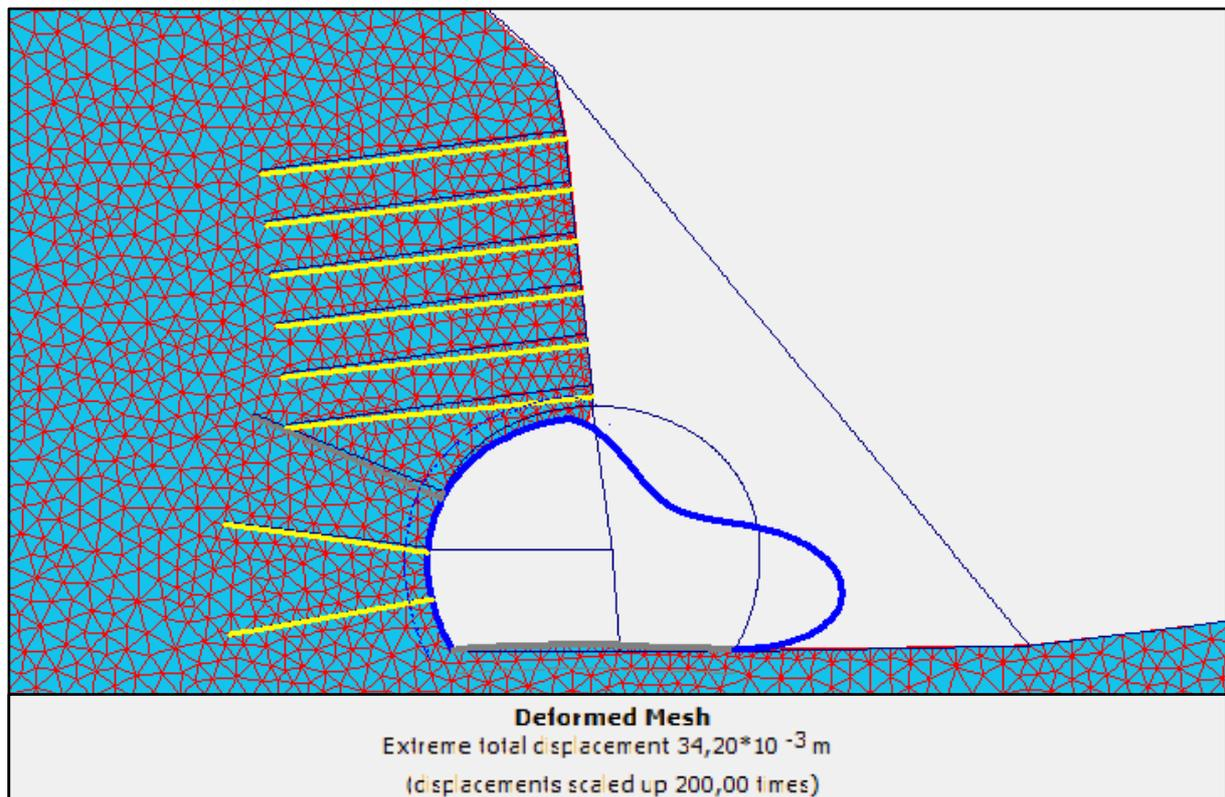 Deformed Mesh
Extreme total displacement 34,20*10 -3 m
(displacements scaled up 200,00 times)